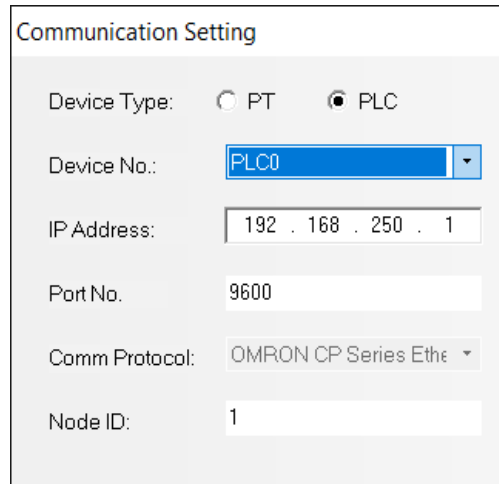 Communication Setting
Device Type: PT PLC
Device No.: PLC0
IP Address: 192 . 168 . 250 . 1
Port No. 9600
Comm Protocol: OMRON CP Series Ethe
Node ID: 1